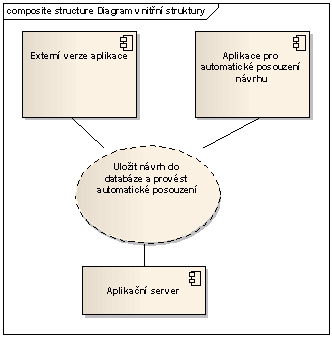 composite structure Diagram vnitřní struktury
Externí verze aplikace
Aplikace pro
automatické posouzení
návrhu
Uložit návrh do
databáze a provést
automatické posouzení
Aplikační server